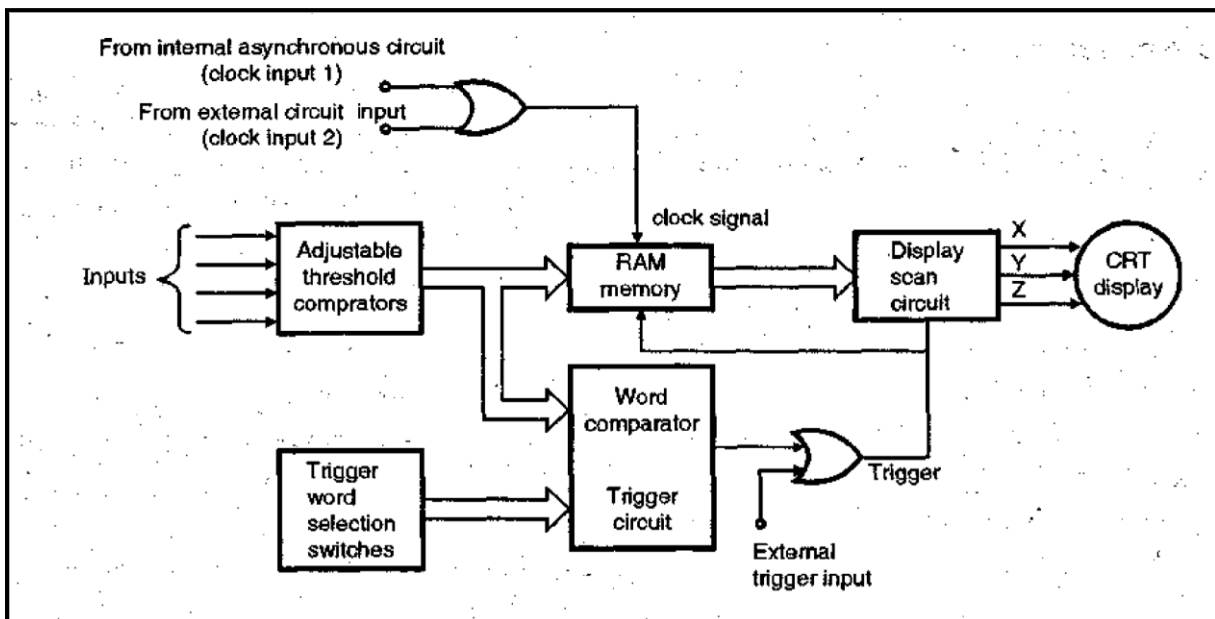 From internal asynchronous circuit
(clock input 1)
From external circuit input
(clock input 2)
clock signal
Inputs
Adjustable
threshold
comprators
RAM
memory
Display
scan
circuit
X
Y
Z
CRT
display
Word
comparator
Trigger
circuit
Trigger
word
selection
switches
Trigger
External
trigger input